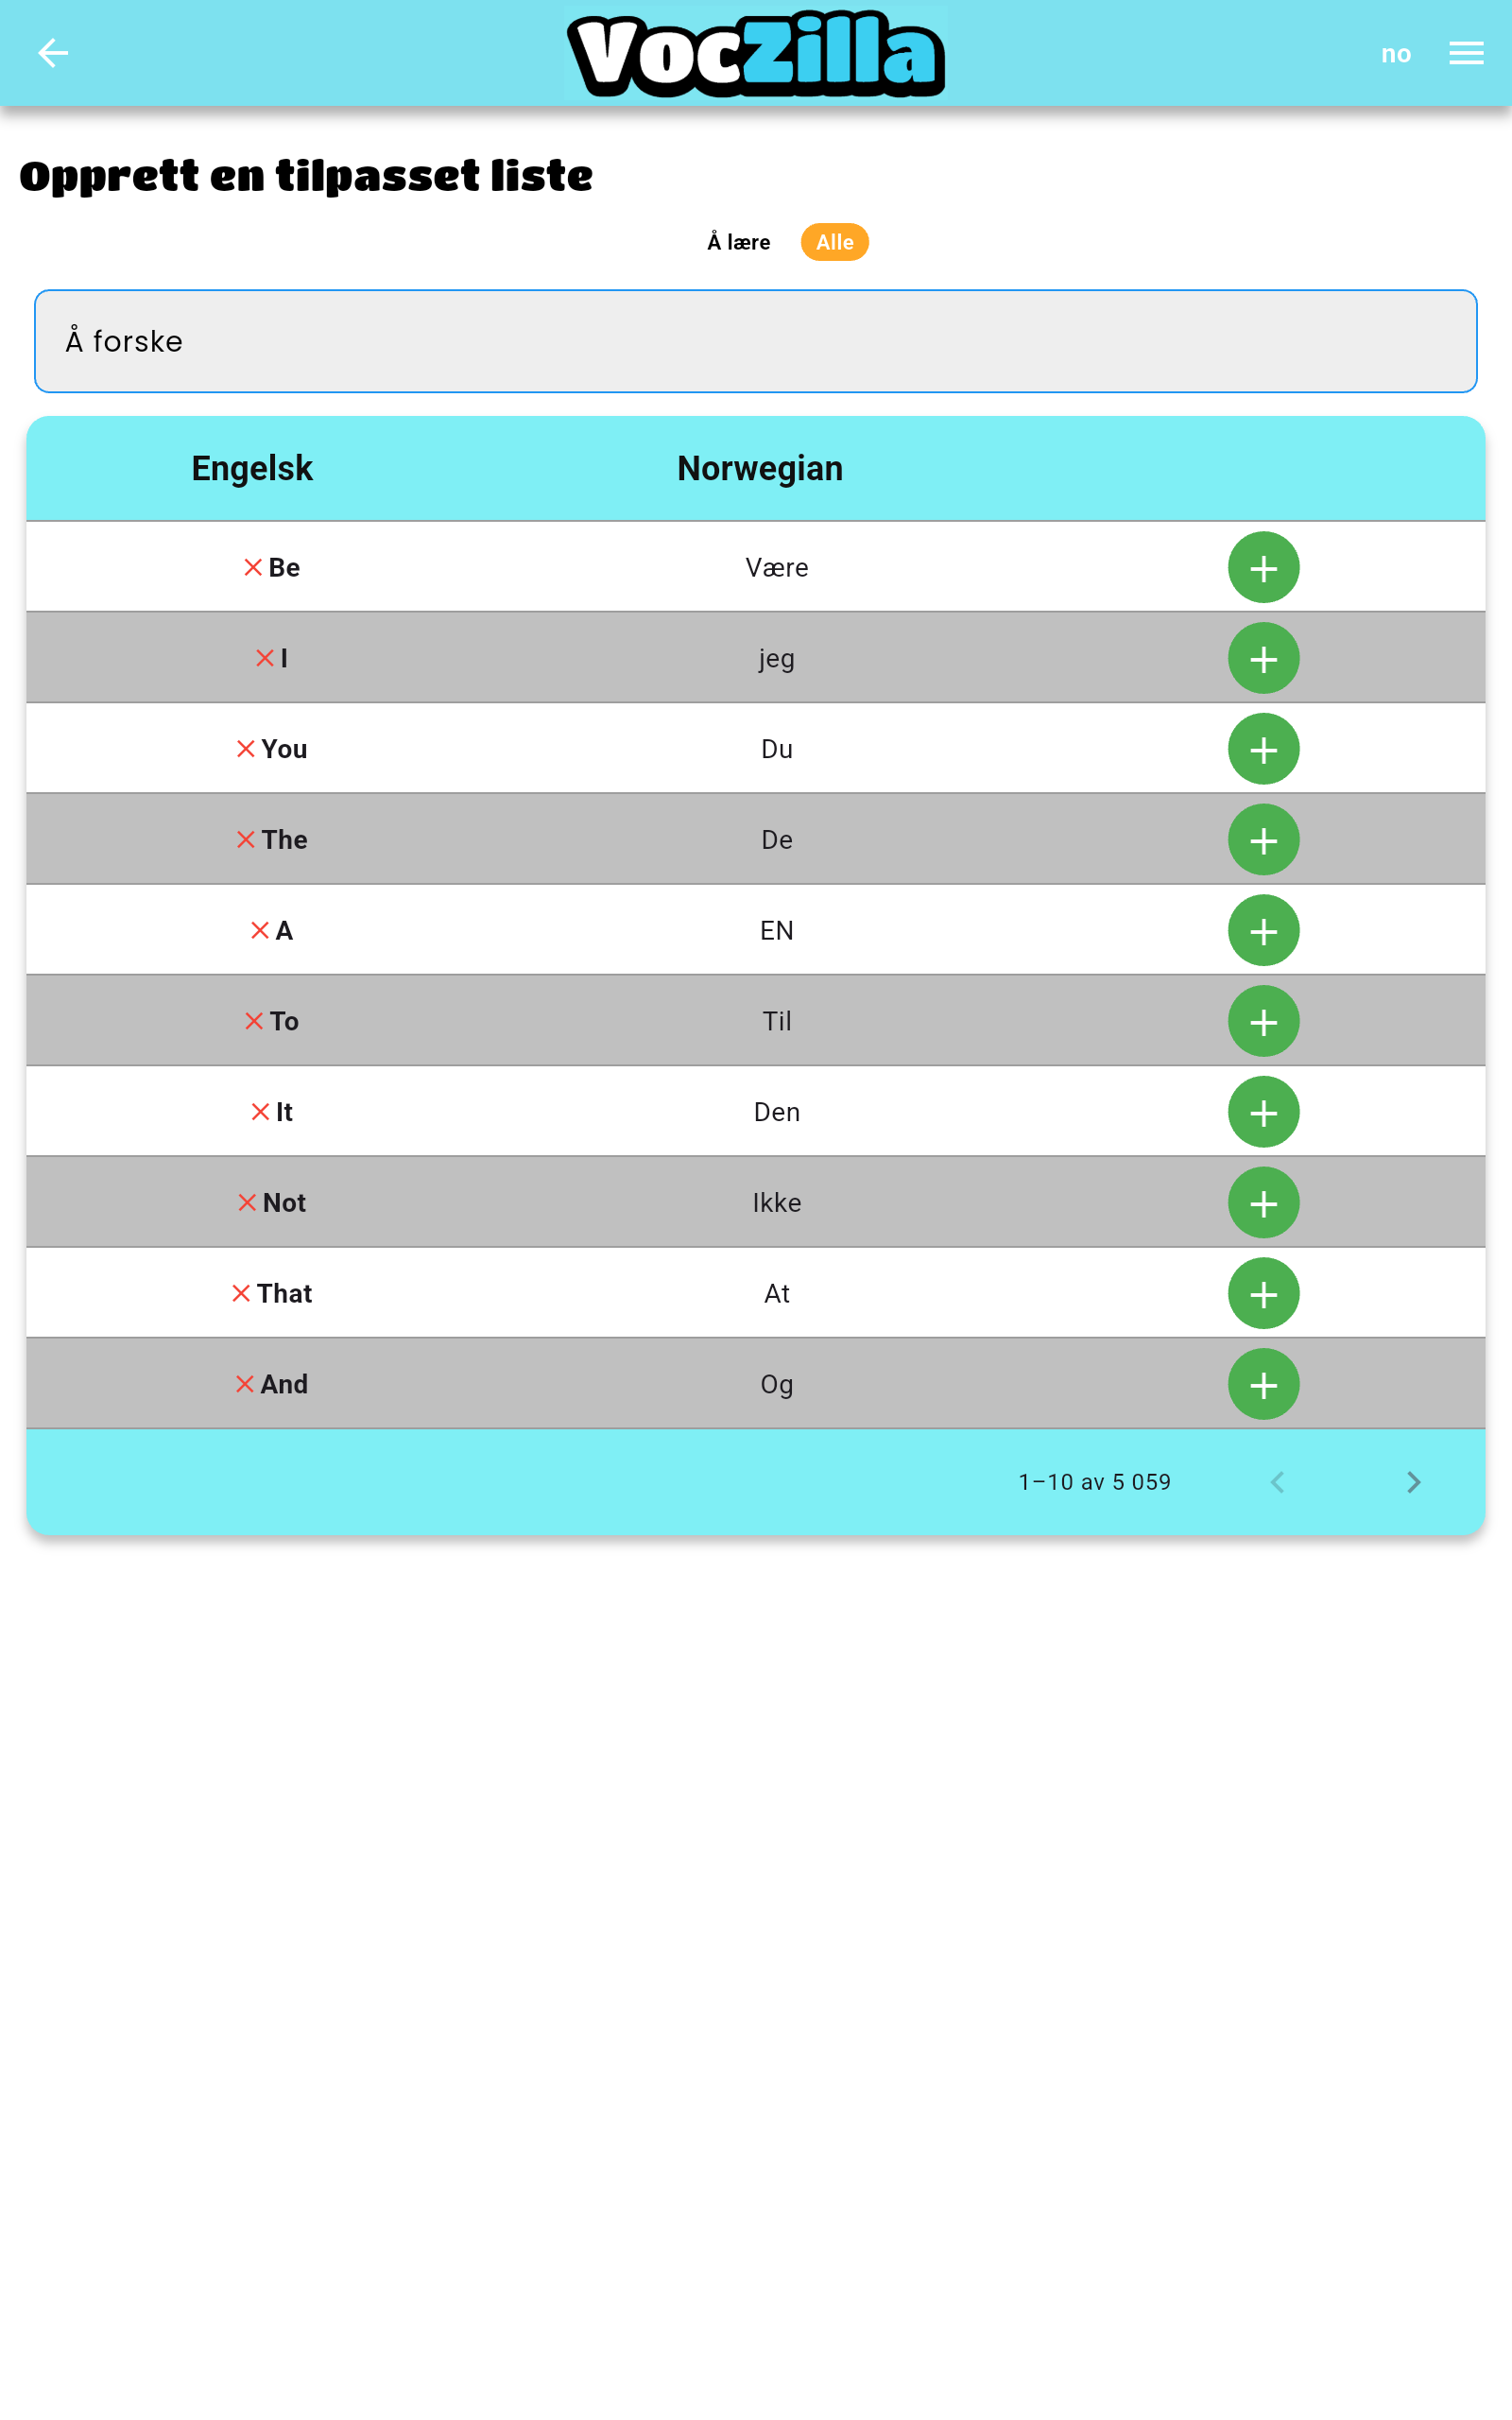 VocZilla
no
Opprett en tilpasset liste
Å lære Alle
Å forske
Engelsk Norwegian
Be Være
I jeg
You Du
The De
A EN
To Til
It Den
Not Ikke
That At
And Og
1–10 av 5 059